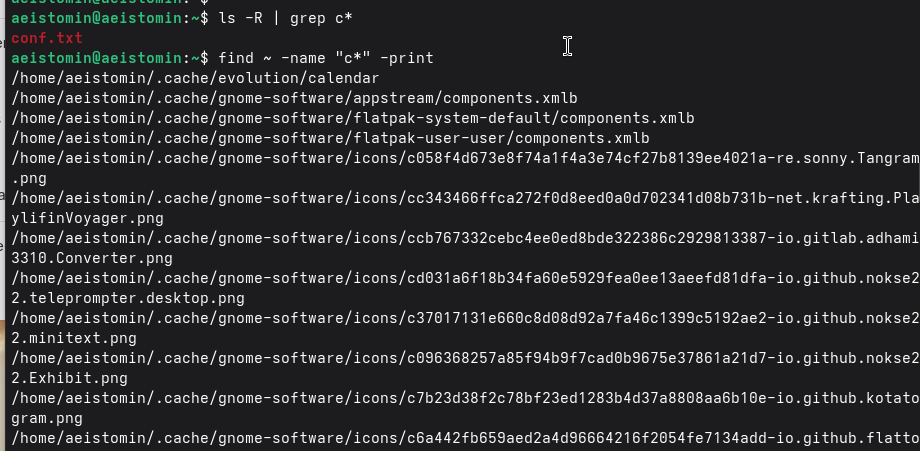 aeistomin@aeistomin:~$ ls -R | grep c*
conf.txt
aeistomin@aeistomin:~$ find ~ -name "c*" -print
/home/aeistomin/.cache/evolution/calendar
/home/aeistomin/.cache/gnome-software/appstream/components.xmlb
/home/aeistomin/.cache/gnome-software/flatpak-system-default/components.xmlb
/home/aeistomin/.cache/gnome-software/flatpak-user-user/components.xmlb
/home/aeistomin/.cache/gnome-software/icons/c058f4d673e8f74a1f4a3e74cf27b8139ee4021a-re.sonny.Tangram
.png
/home/aeistomin/.cache/gnome-software/icons/cc343466ffca272f0d8eed0a0d702341d08b731b-net.krafting.Pla
ylifinVoyager.png
/home/aeistomin/.cache/gnome-software/icons/ccb767332cebc4ee0ed8bde322386c2929813387-io.gitlab.adhami
3310.Converter.png
/home/aeistomin/.cache/gnome-software/icons/cd031a6f18b34fa60e5929fea0ee13aeefd81dfa-io.github.nokse2
2.teleprompter.desktop.png
/home/aeistomin/.cache/gnome-software/icons/c37017131e660c8d08d92a7fa46c1399c5192ae2-io.github.nokse2
2.minitext.png
/home/aeistomin/.cache/gnome-software/icons/c096368257a85f94b9f7cad0b9675e37861a21d7-io.github.nokse2
2.Exhibit.png
/home/aeistomin/.cache/gnome-software/icons/c7b23d38f2c78bf23ed1283b4d37a8808aa6b10e-io.github.kotato
gram.png
/home/aeistomin/.cache/gnome-software/icons/c6a442fb659aed2a4d96664216f2054fe7134add-io.github.flatto